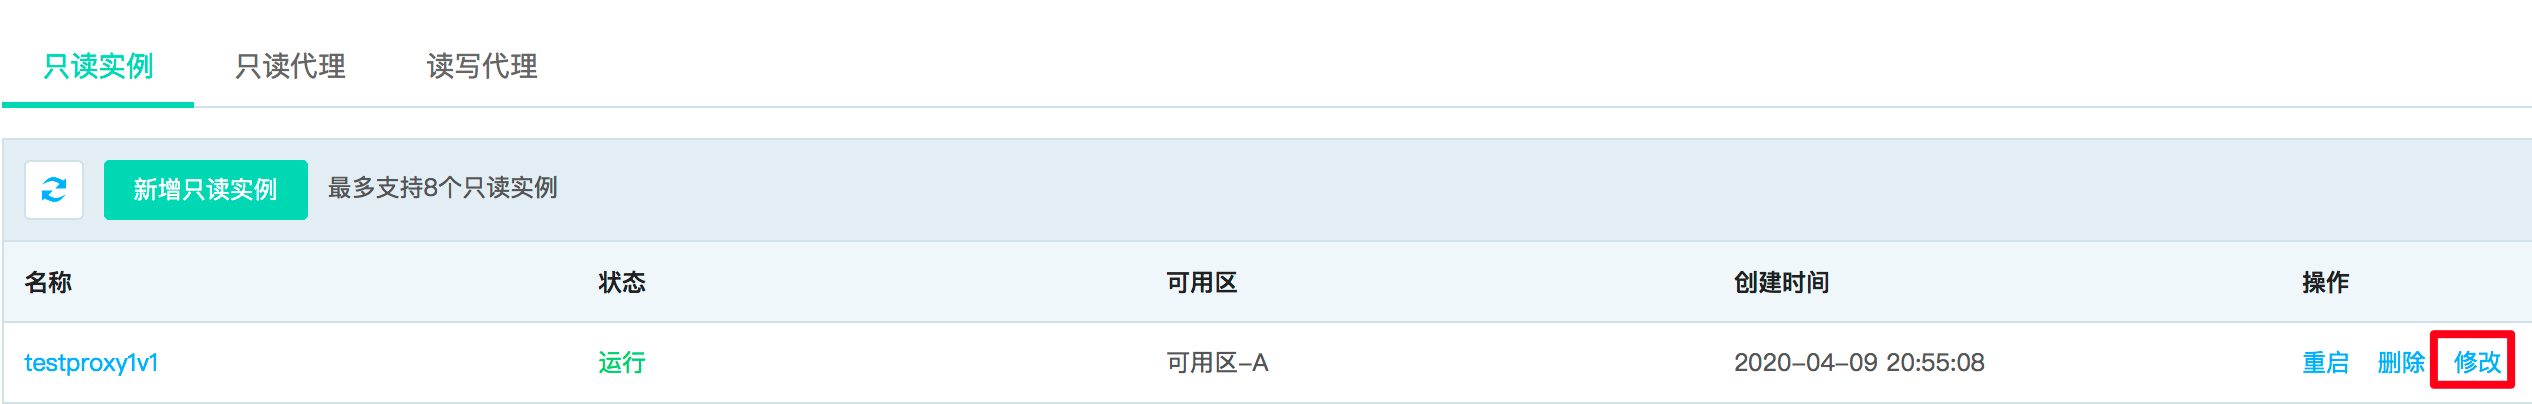 只读实例 只读代理 读写代理
新增只读实例 最多支持8个只读实例
名称 状态 可用区 创建时间 操作
testproxy1v1 运行 可用区-A 2020-04-09 20:55:08 重启 删除 修改